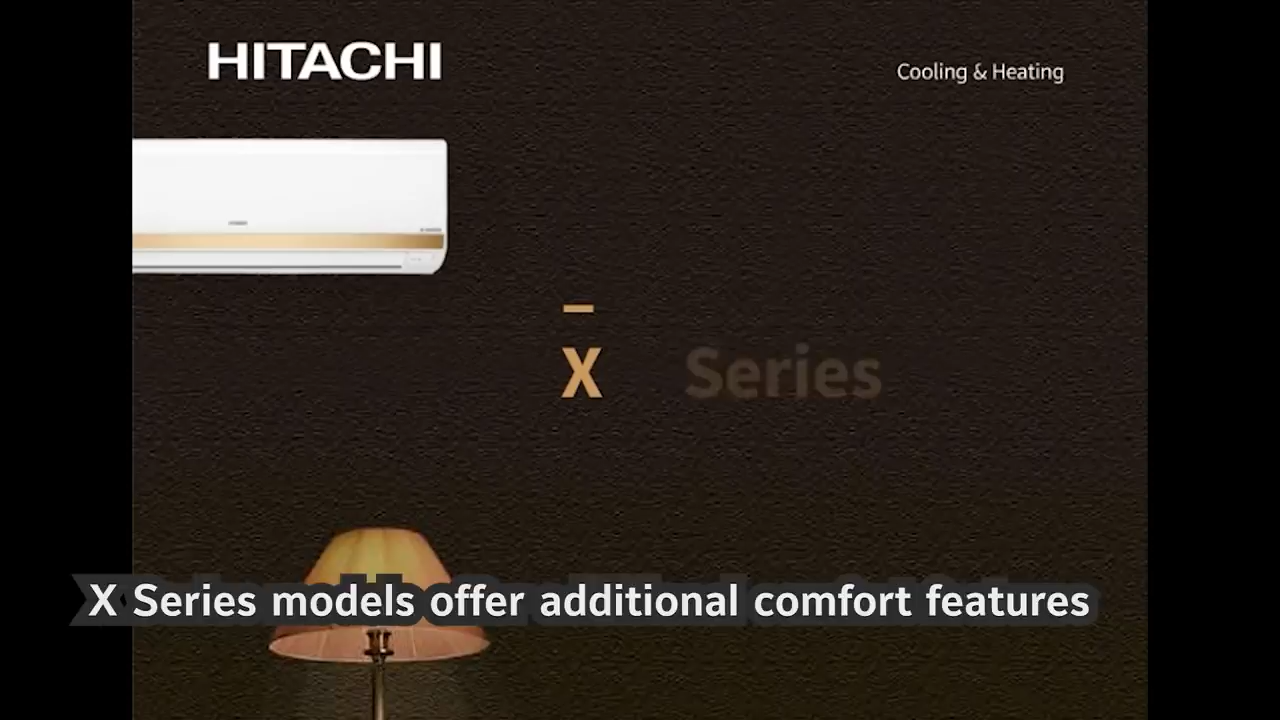 HITACHI
Cooling & Heating
X Series
X Series models offer additional comfort features